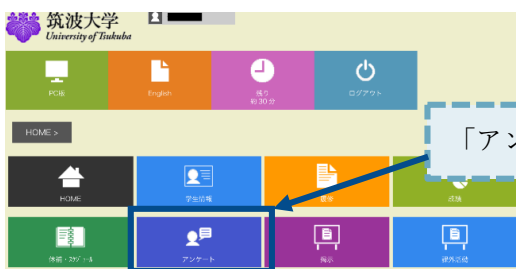 筑波大学
University of Tsukuba
PC版
English
残り
約30分
ログアウト
HOME >
「アン
HOME
学生情報
履修
成績
休講・スケジュール
アンケート
掲示
課外活動